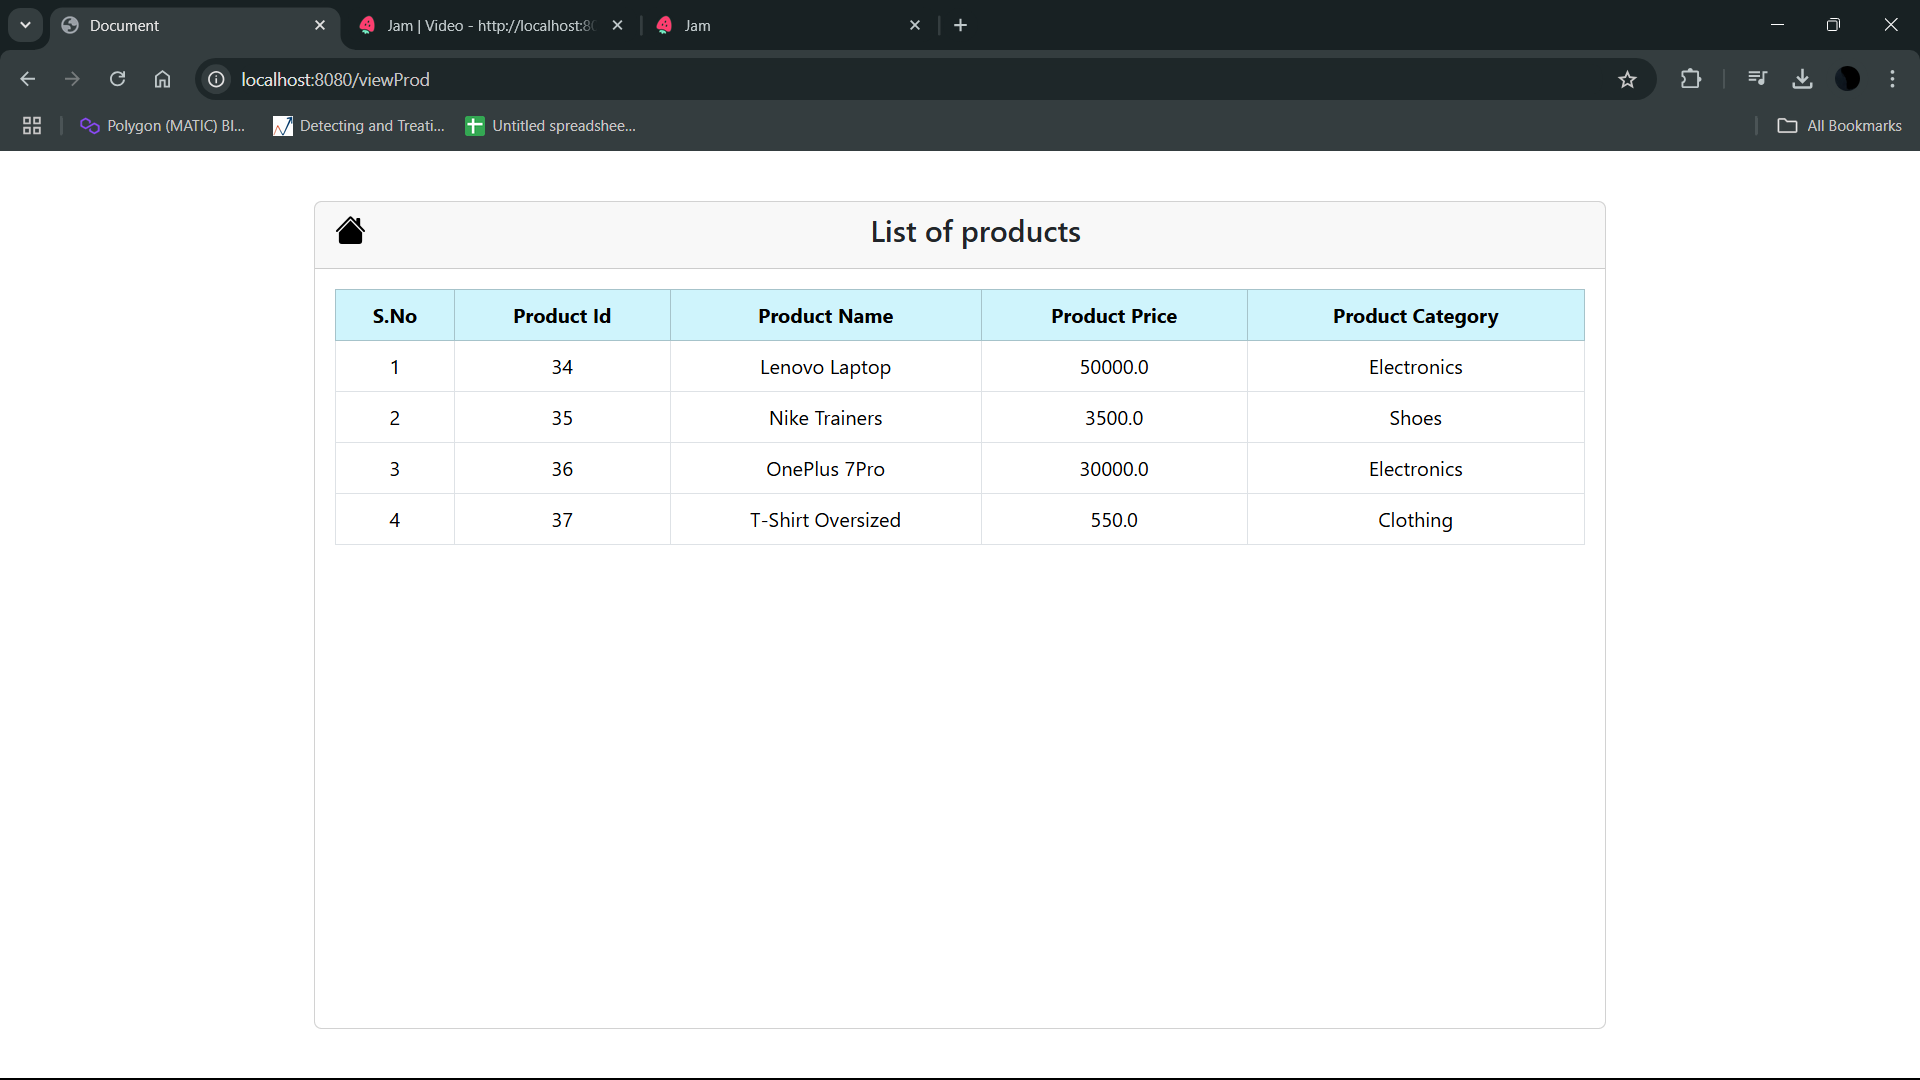 Document
Jam | Video - http://localhost:80
Jam
localhost:8080/viewProd
Polygon (MATIC) Bl...
Detecting and Treati...
Untitled spreadshee...
All Bookmarks
List of products
S.No Product Id Product Name Product Price Product Category
1 34 Lenovo Laptop 50000.0 Electronics
2 35 Nike Trainers 3500.0 Shoes
3 36 OnePlus 7Pro 30000.0 Electronics
4 37 T-Shirt Oversized 550.0 Clothing